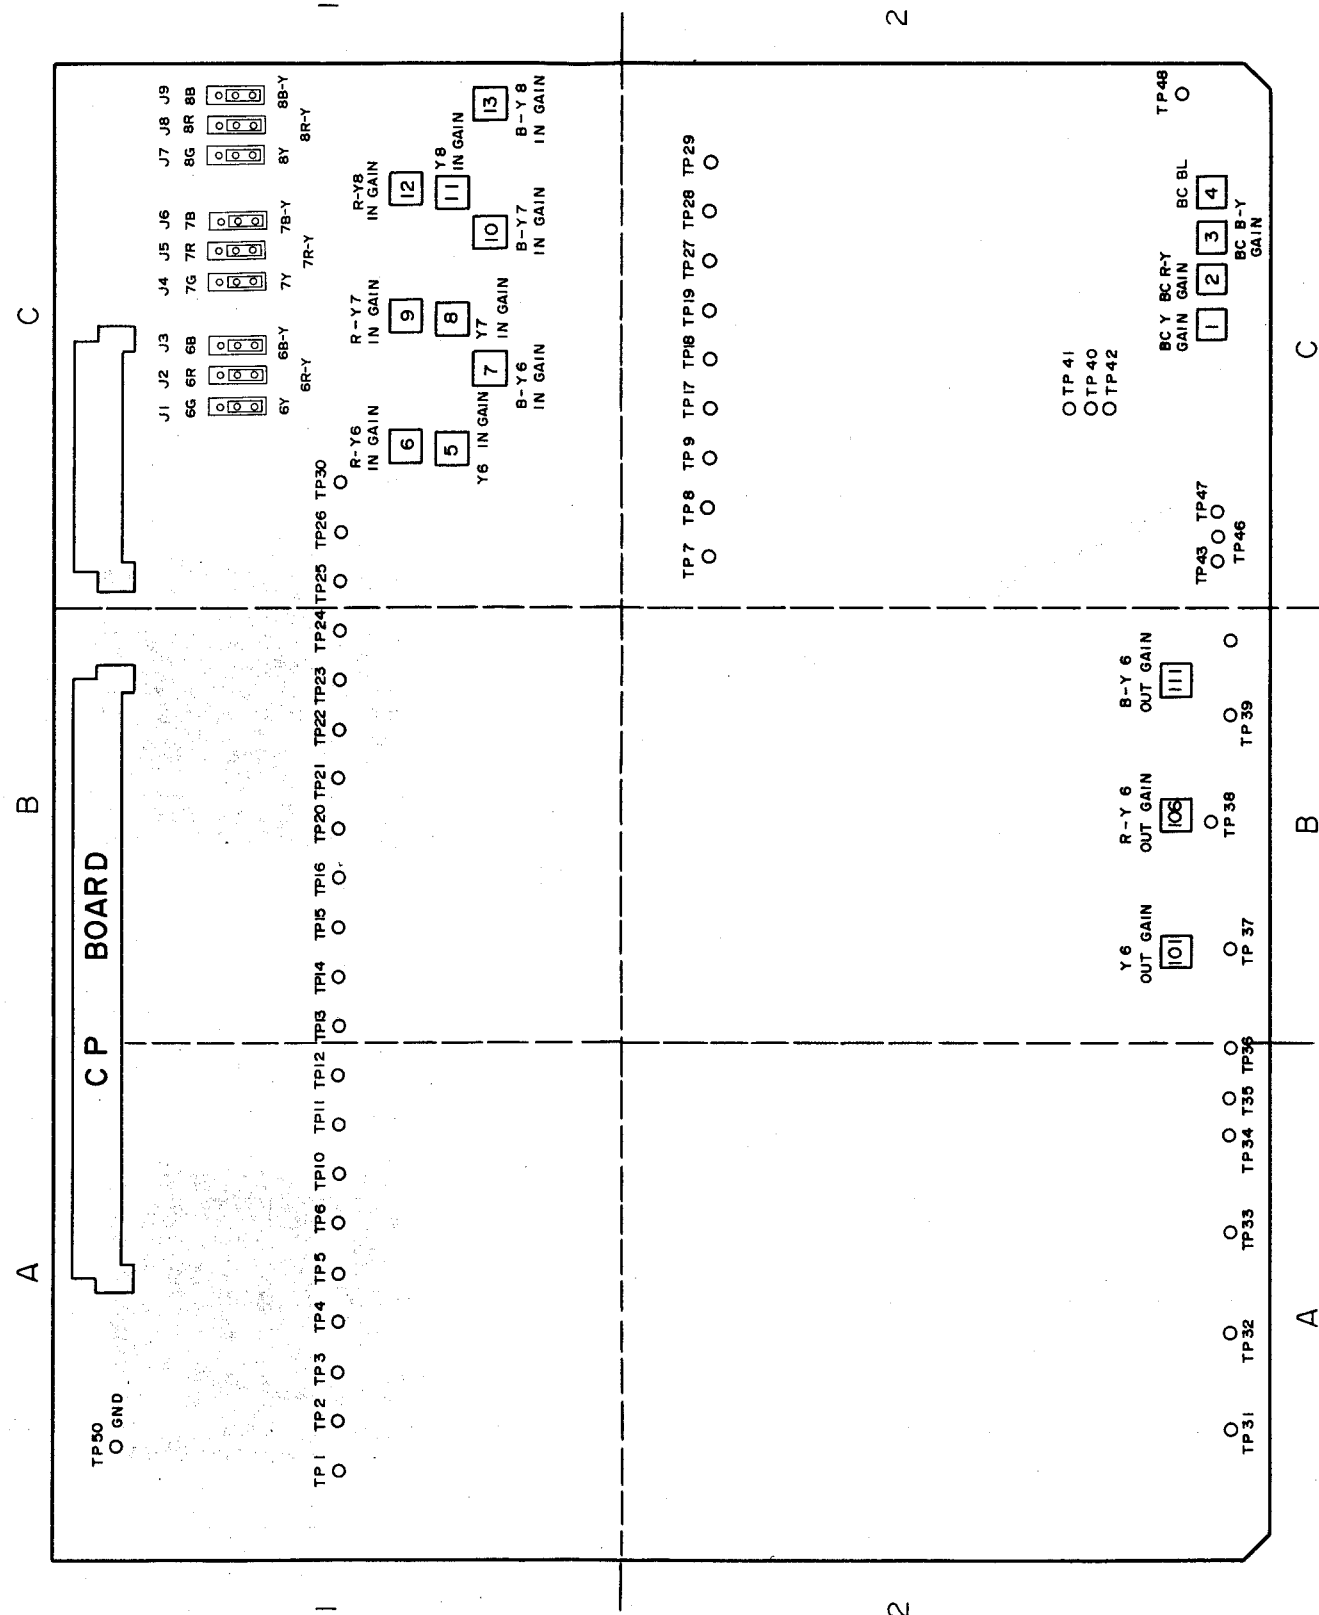 A
B
C
1
CP BOARD
TP50
GND
J1 J2 J3 J4 J5 J6 J7 J8 J9
6G 6R 6B 7G 7R 7B 8G 8R 8B
6Y 6B-Y 7Y 7B-Y 8Y 8B-Y
6R-Y 7R-Y 8R-Y
TP1 TP2 TP3 TP4 TP5 TP6 TP10 TP11 TP12 TP13 TP14 TP15 TP16 TP20 TP21 TP22 TP23 TP24 TP25 TP26 TP30
R-Y6
IN GAIN
6
R-Y7
IN GAIN
9
R-Y8
IN GAIN
12
5
Y6 IN GAIN
8
Y7
IN GAIN
Y8
IN GAIN
11
7
B-Y6
IN GAIN
10
B-Y7
IN GAIN
13
B-Y8
IN GAIN
1
2
TP7 TP8 TP9 TP17 TP18 TP19 TP27 TP28 TP29
TP41
TP40
TP42
Y6
OUT GAIN
101
R-Y 6
OUT GAIN
106
B-Y 6
OUT GAIN
111
BC Y
GAIN
1
BC R-Y
GAIN
2
3
BC B-Y
GAIN
BC BL
4
TP48
TP43
TP47
TP46
TP31 TP32 TP33 TP34 T35 TP36 TP37 TP38 TP39
2
A
B
C